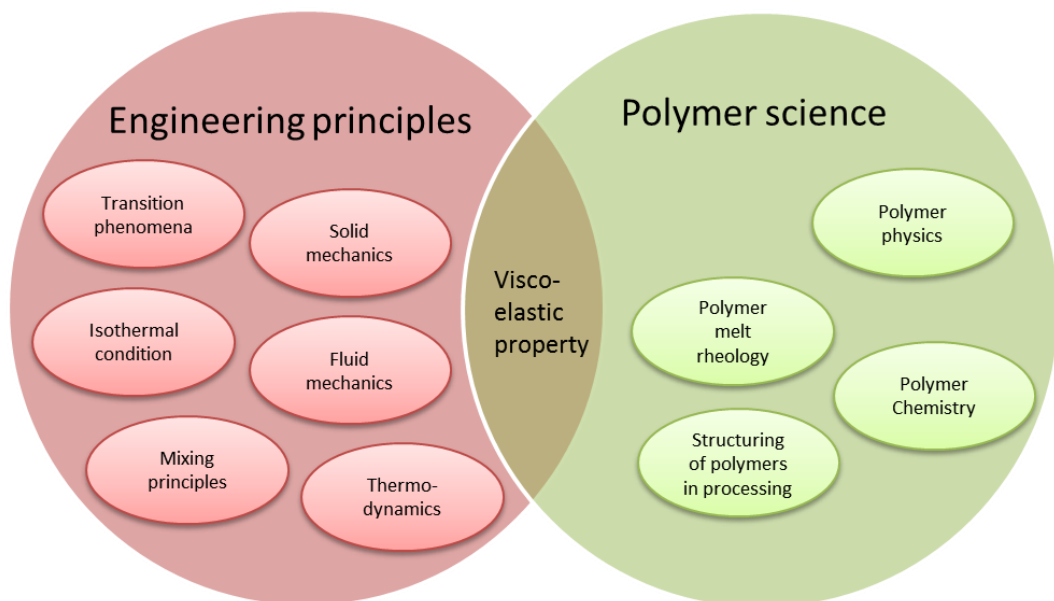 Engineering principles
Transition
phenomena
Solid
mechanics
Isothermal
condition
Fluid
mechanics
Mixing
principles
Thermo-
dynamics
Visco-
elastic
property
Polymer science
Polymer
physics
Polymer
melt
rheology
Polymer
Chemistry
Structuring
of polymers
in processing